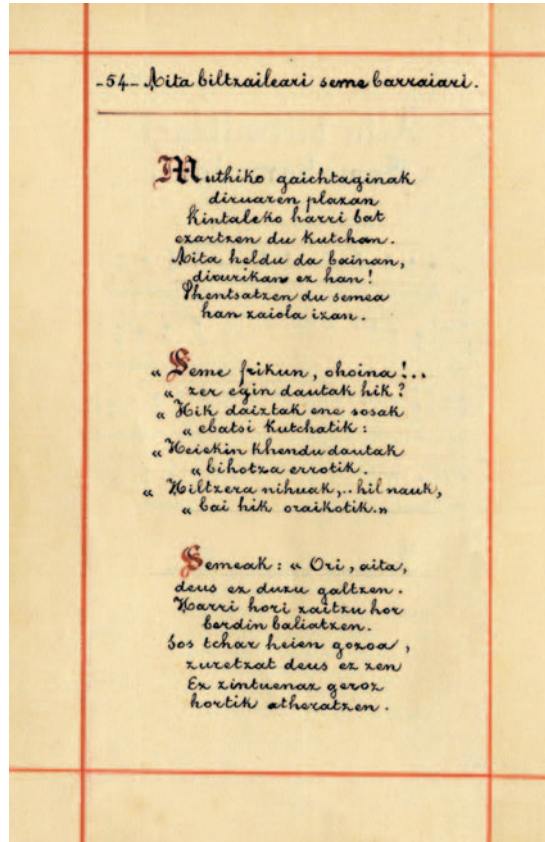 -54- Aita biltzaileari seme barraiari.
Muthiko gaichtaginak
diruaren plazan
kintaleko harri bat
ezartzen du kutchan.
Aita heldu da bainan,
dirurikan ez han!
Phentsatzen du semea
han zaiola izan.
« Seme frikun, ohoina!..
« zer egin dautak hik?
« Hik daiztak ene sosak
« ebatsi kutchatik:
« Heiekin khendu dautak
« bihotza errotik.
« Hiltzera nihuak,.. hil nauk,
« bai hik oraikotik.»
Semeak: « Ori, aita,
deus ez duzu galtzen.
Harri hori zaitzu hor
berdin baliatzen.
Sos tchar heien gozoa,
zuretzat deus ez zen
Ez zintuenaz geroz
hortik atheratzen.